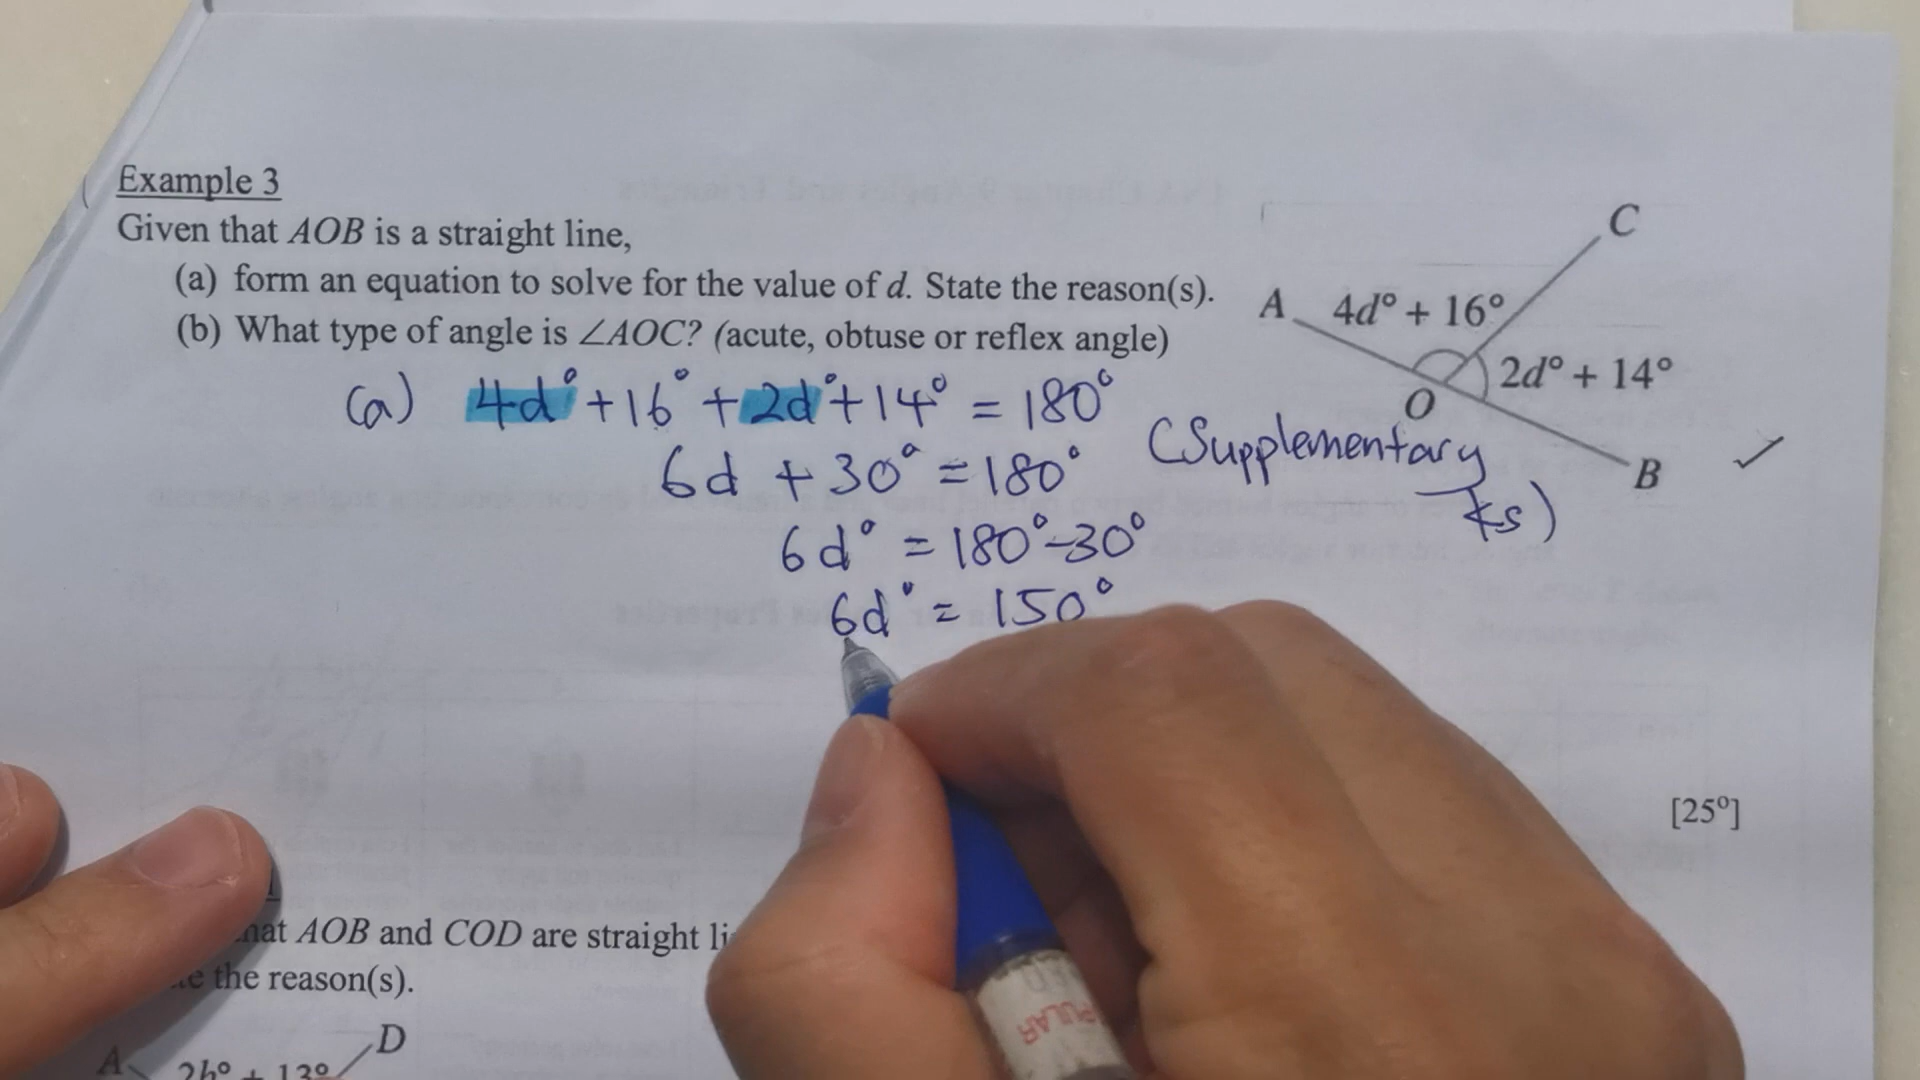 Example 3
Given that AOB is a straight line,
(a) form an equation to solve for the value of d. State the reason(s).
(b) What type of angle is ∠AOC? (acute, obtuse or reflex angle)
C
A 4d° + 16°
2d° + 14°
O
B
(a) 4d° + 16° + 2d° + 14° = 180°
(Supplementary
∠s)
6d + 30° = 180°
6d° = 180° - 30°
6d° = 150°
[25°]
AOB and COD are straight
the reason(s).
D
A 2b° + 13°